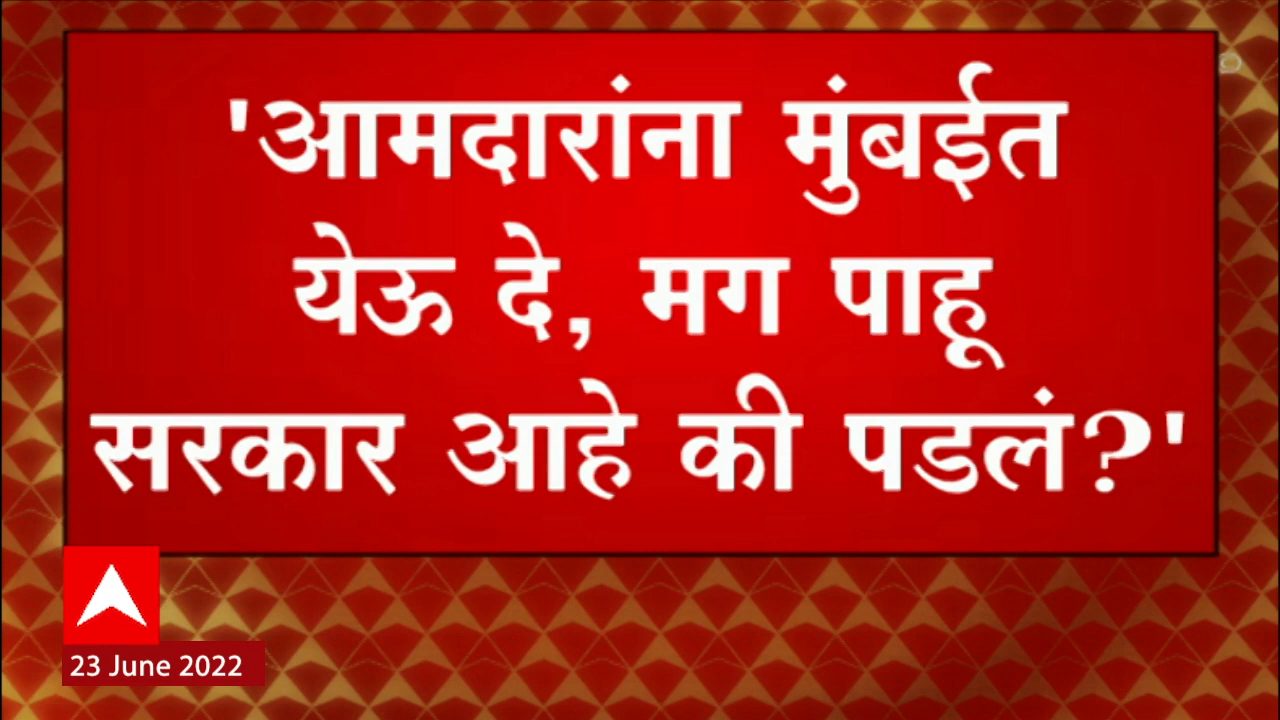 'आमदारांना मुंबईत
येऊ दे, मग पाहू
सरकार आहे की पडलं?'
23 June 2022